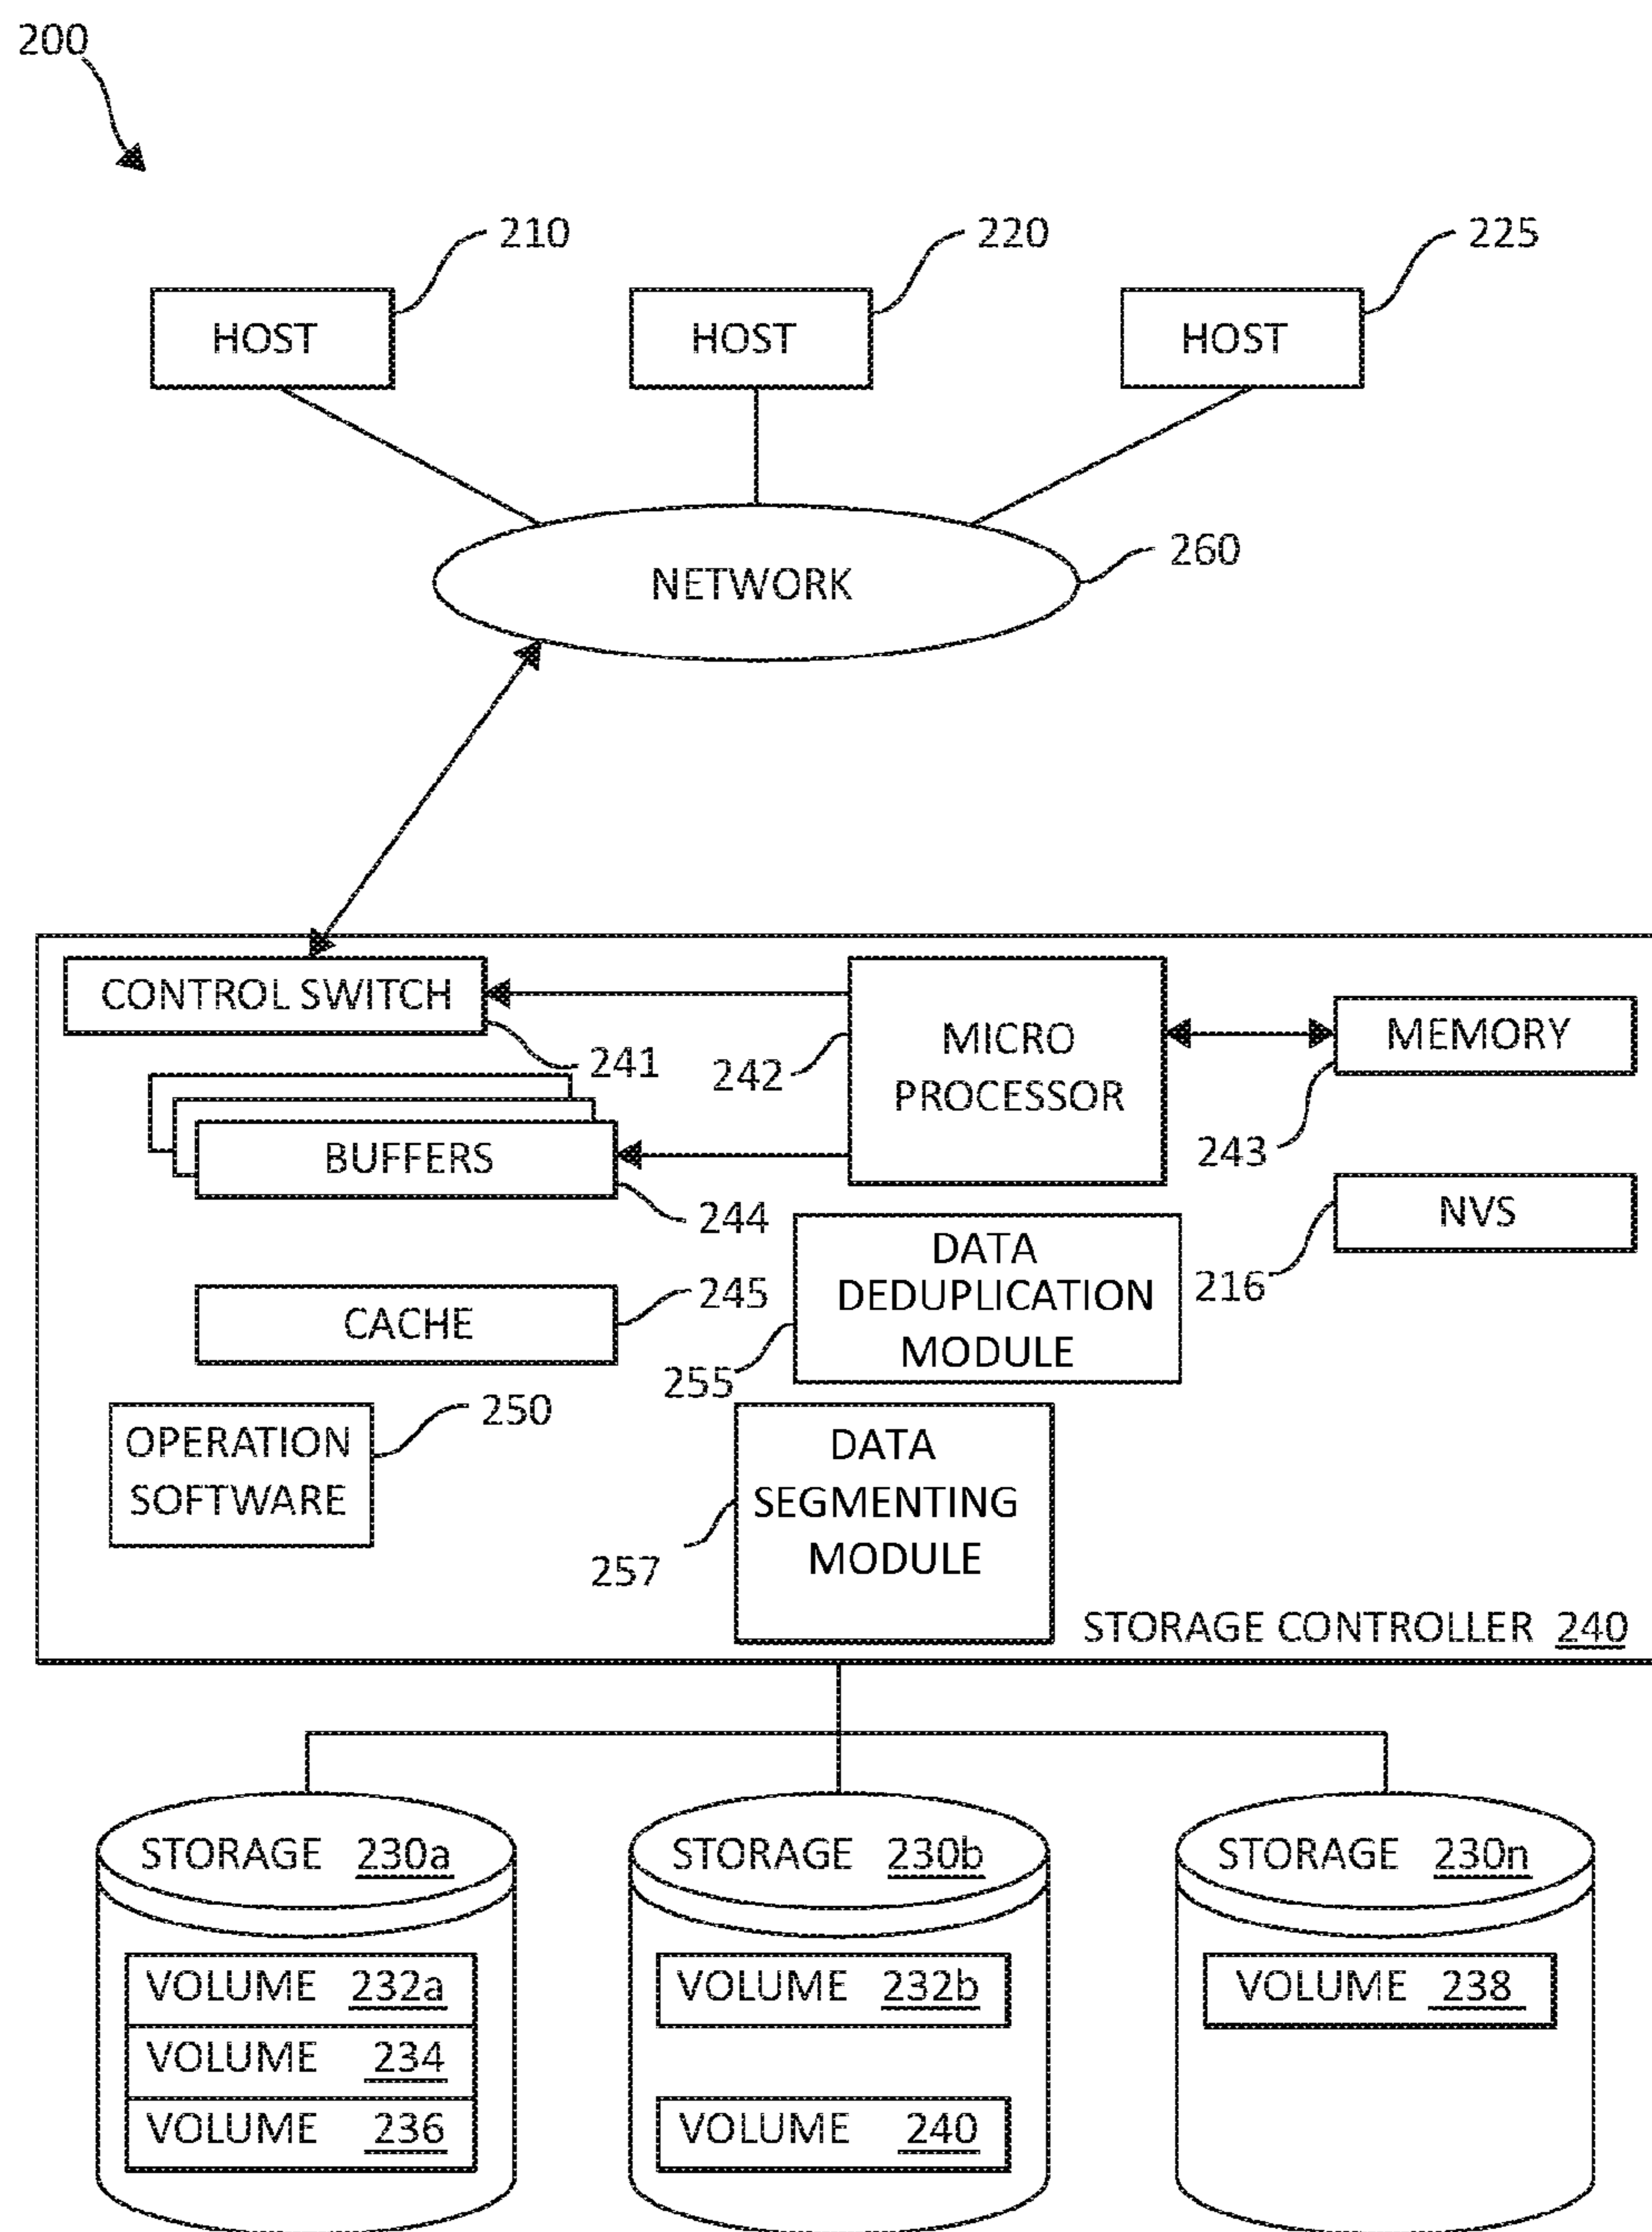 200
210
220
225
HOST
HOST
HOST
260
NETWORK
CONTROL SWITCH
241
242
MICRO
PROCESSOR
MEMORY
243
BUFFERS
244
NVS
216
DATA
DEDUPLICATION
MODULE
255
CACHE
245
OPERATION
SOFTWARE
250
DATA
SEGMENTING
MODULE
257
STORAGE CONTROLLER 240
STORAGE 230a
VOLUME 232a
VOLUME 234
VOLUME 236
STORAGE 230b
VOLUME 232b
VOLUME 240
STORAGE 230n
VOLUME 238